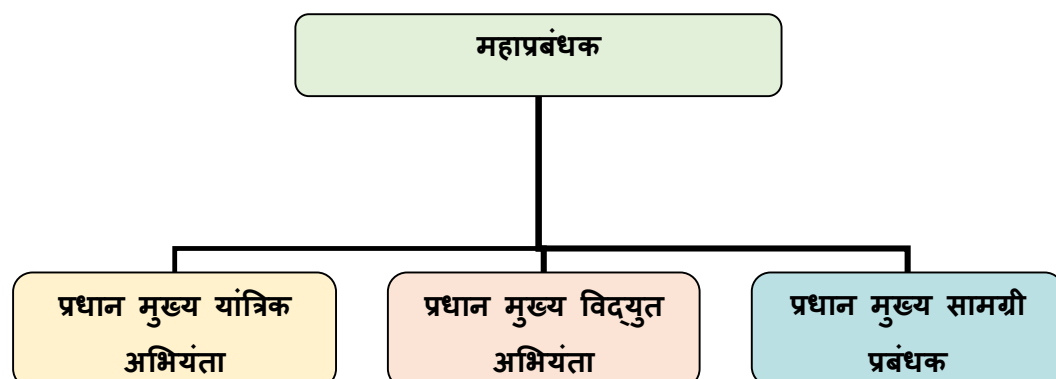 महाप्रबंधक
प्रधान मुख्य यांत्रिक
अभियंता
प्रधान मुख्य विद्‌युत
अभियंता
प्रधान मुख्य सामग्री
प्रबंधक